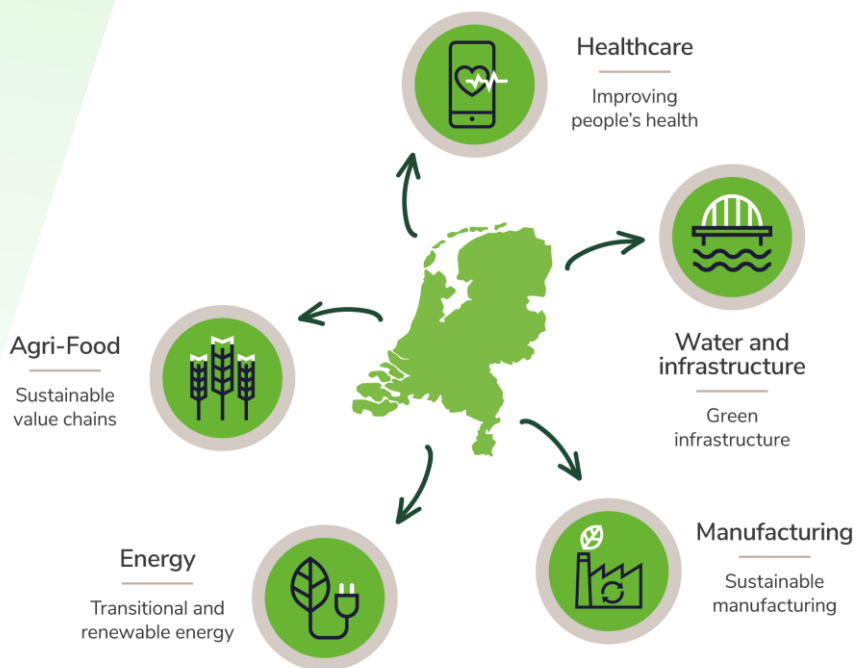 Healthcare
Improving
people's health
Water and
infrastructure
Green
infrastructure
Agri-Food
Sustainable
value chains
Manufacturing
Sustainable
manufacturing
Energy
Transitional and
renewable energy